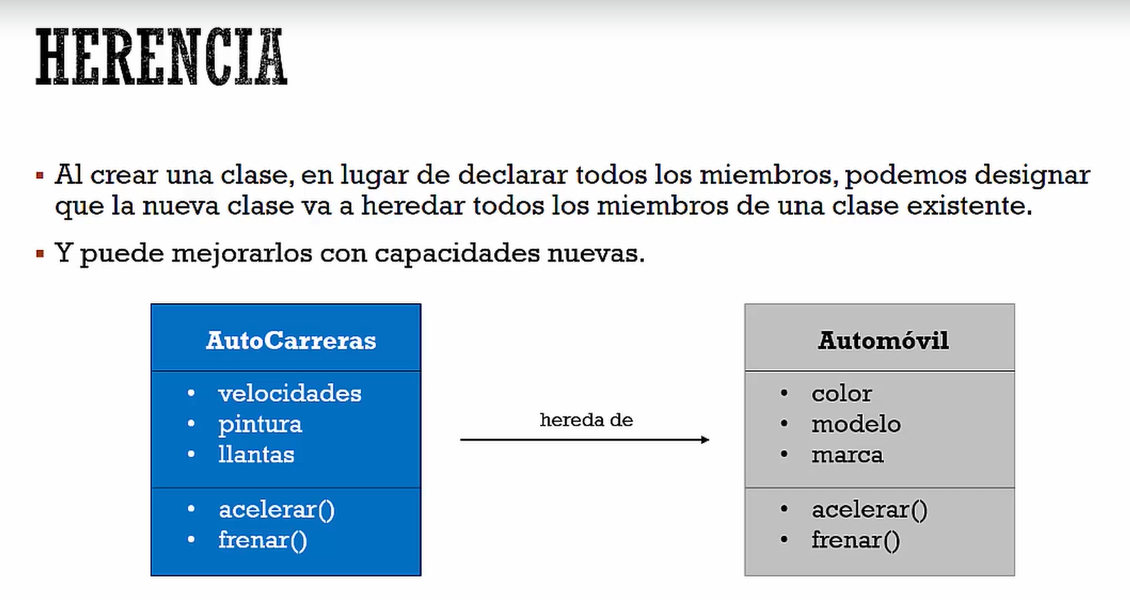 HERENCIA
▪ Al crear una clase, en lugar de declarar todos los miembros, podemos designar
que la nueva clase va a heredar todos los miembros de una clase existente.
▪ Y puede mejorarlos con capacidades nuevas.
AutoCarreras
• velocidades
• pintura
• llantas
• acelerar()
• frenar()
hereda de
Automóvil
• color
• modelo
• marca
• acelerar()
• frenar()